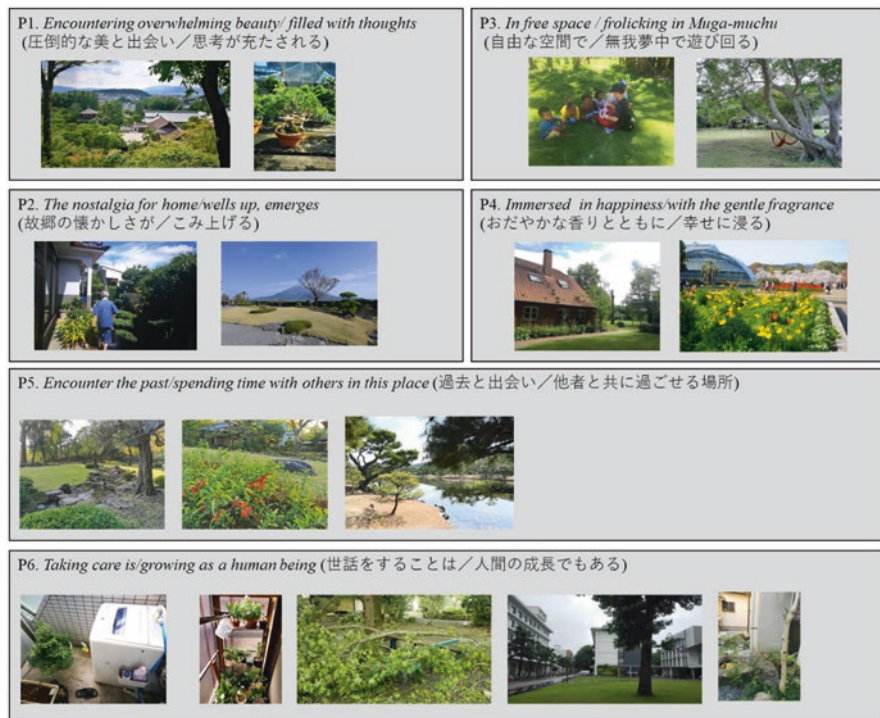 P1. Encountering overwhelming beauty/ filled with thoughts
(圧倒的な美と出会い／思考が充たされる)
P2. The nostalgia for home/wells up, emerges
(故郷の懐かしさが／こみ上げる)
P3. In free space / frolicking in Muga-muchu
(自由な空間で／無我夢中で遊び回る)
P4. Immersed in happiness/with the gentle fragrance
(おだやかな香りとともに／幸せに浸る)
P5. Encounter the past/spending time with others in this place (過去と出会い／他者と共に過ごせる場所)
P6. Taking care is/growing as a human being (世話をすることは／人間の成長でもある)